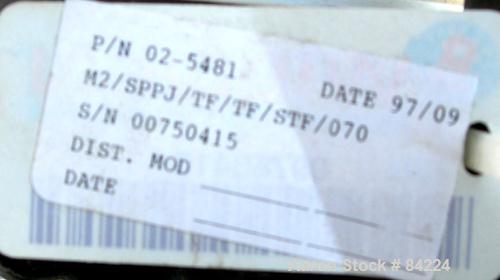 P/N 02-5481
DATE 97/09
M2/SPPJ/TF/TF/STF/070
S/N 00750415
DIST. MOD
DATE
Stock # 84224